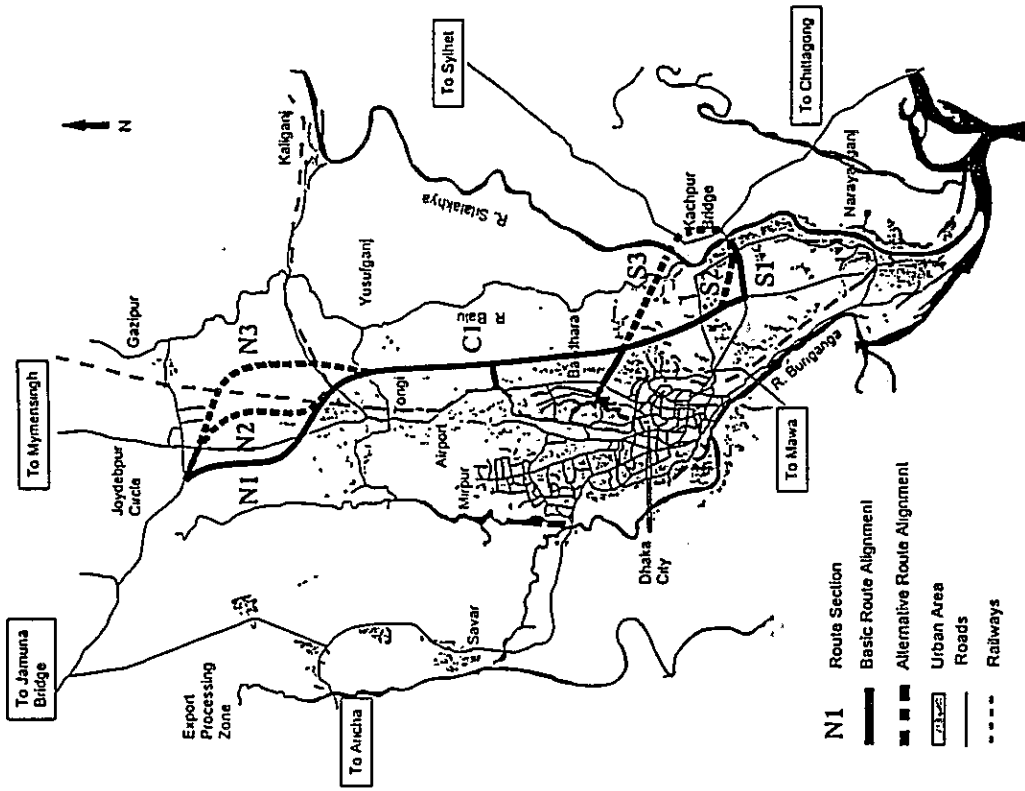 To Mymensingh
To Jamuna
Bridge
Joydebpur
Circle
Gazipur
N
Kaliganj
N1
N2
N3
Yusufganj
Tongi
Export
Processing
Zone
To Aricha
Savar
Mirpur
Airport
C1
R. Balu
R. Sitalakhya
To Sylhet
S3
Kachpur
Bridge
S2
S1
Dhaka
City
To Mawa
R. Buriganga
To Chittagong
N1
Route Section
Basic Route Alignment
Alternative Route Alignment
Urban Area
Roads
Railways